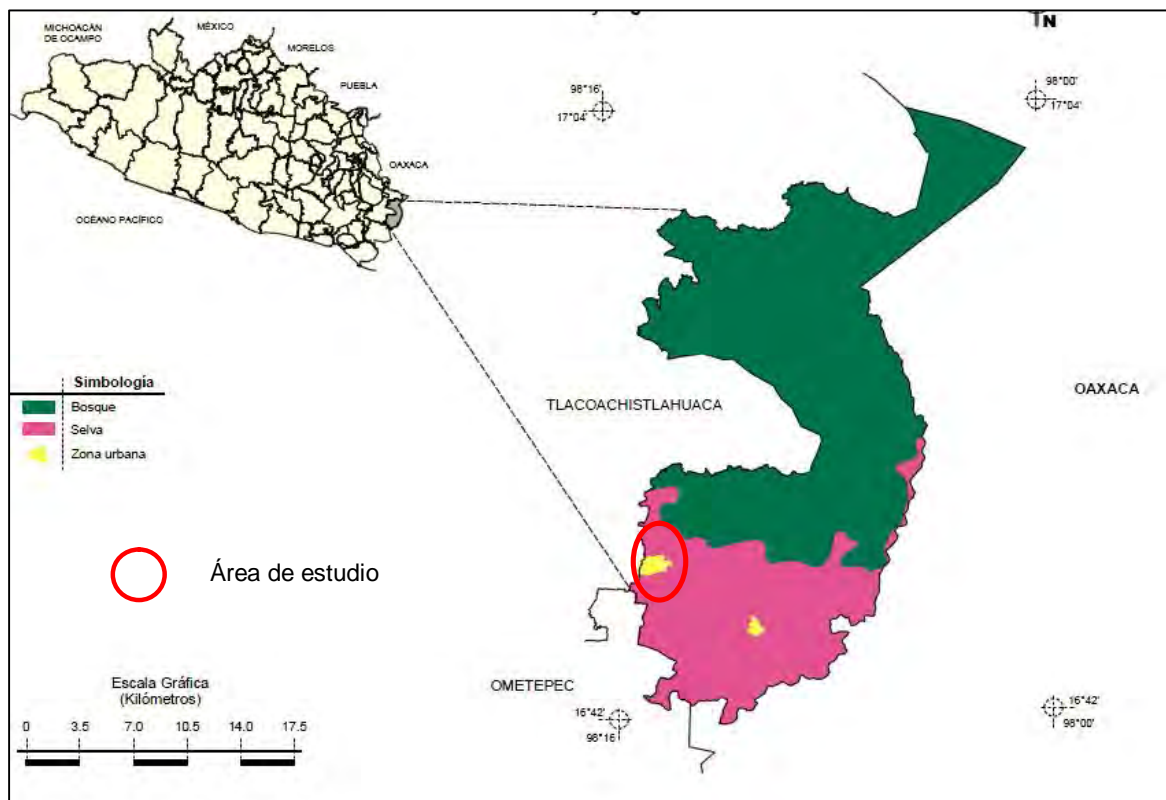 MICHOACÁN
DE OCAMPO
MÉXICO
MORELOS
PUEBLA
OAXACA
OCÉANO PACÍFICO
N
98°16'
17°04'
98°00'
17°04'
TLACOACHISTLAHUACA
OAXACA
Simbología
Bosque
Selva
Zona urbana
Área de estudio
OMETEPEC
Escala Gráfica
(Kilómetros)
0 3.5 7.0 10.5 14.0 17.5
16°42'
98°16
16°42'
98°00'